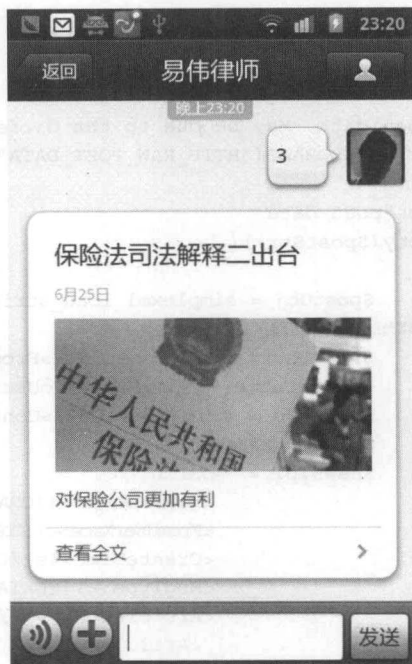 23:20
返回
易伟律师
晚上23:20
3
保险法司法解释二出台
6月25日
中华人民共和国
保险法
对保险公司更加有利
查看全文
发送